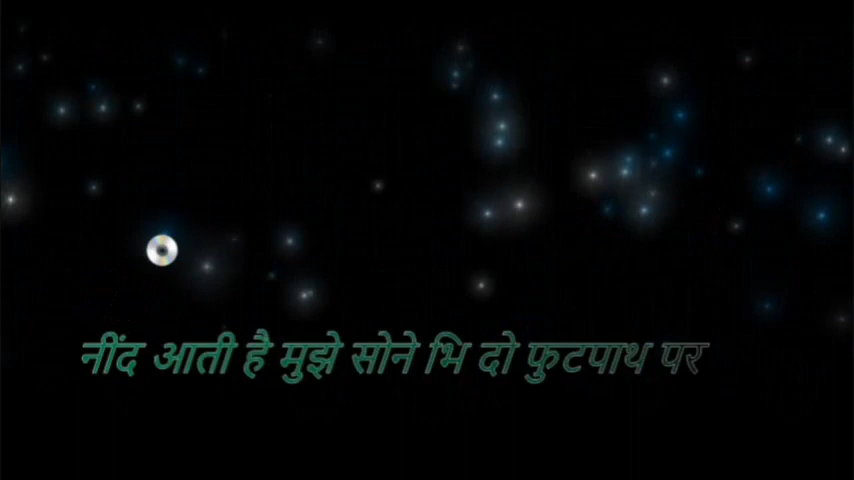 नींद आती है मुझे सोने भि दो फुटपाथ पर